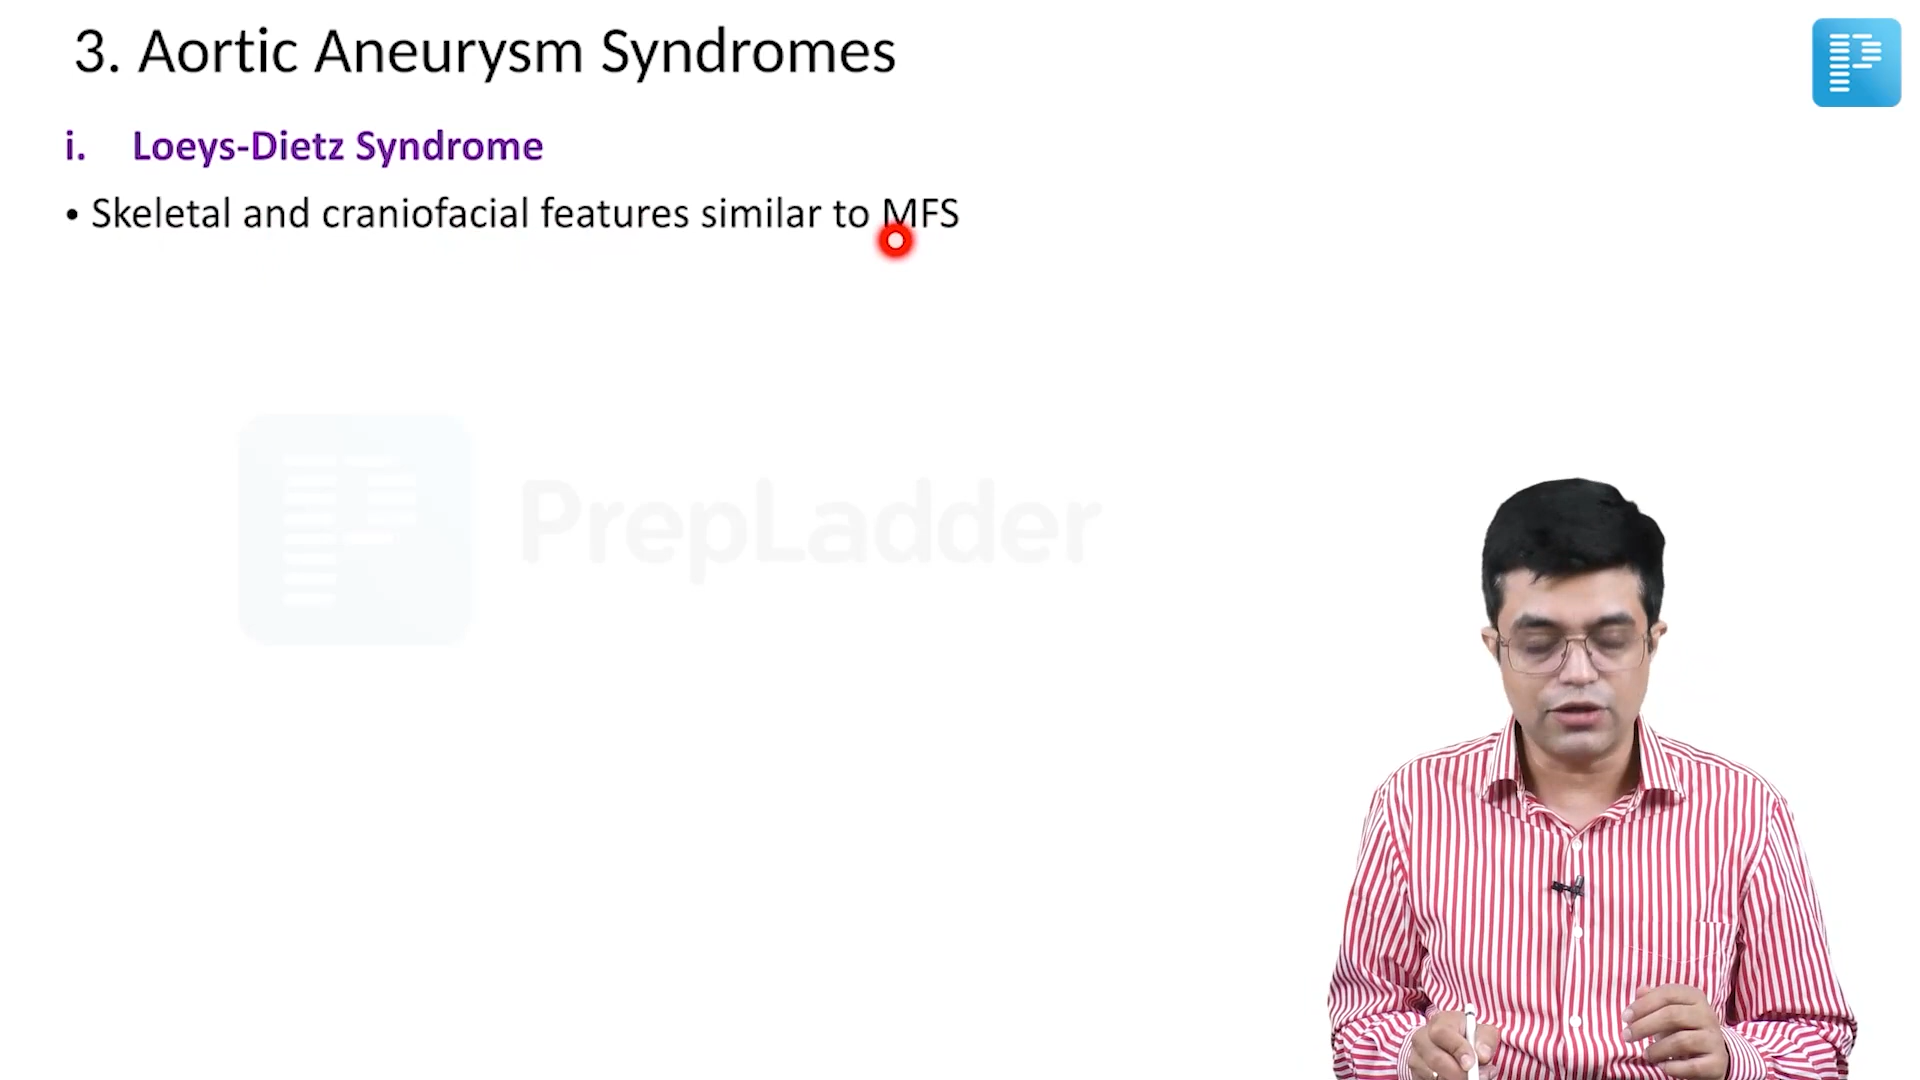 3. Aortic Aneurysm Syndromes
i. Loeys-Dietz Syndrome
• Skeletal and craniofacial features similar to MFS
PrepLadder